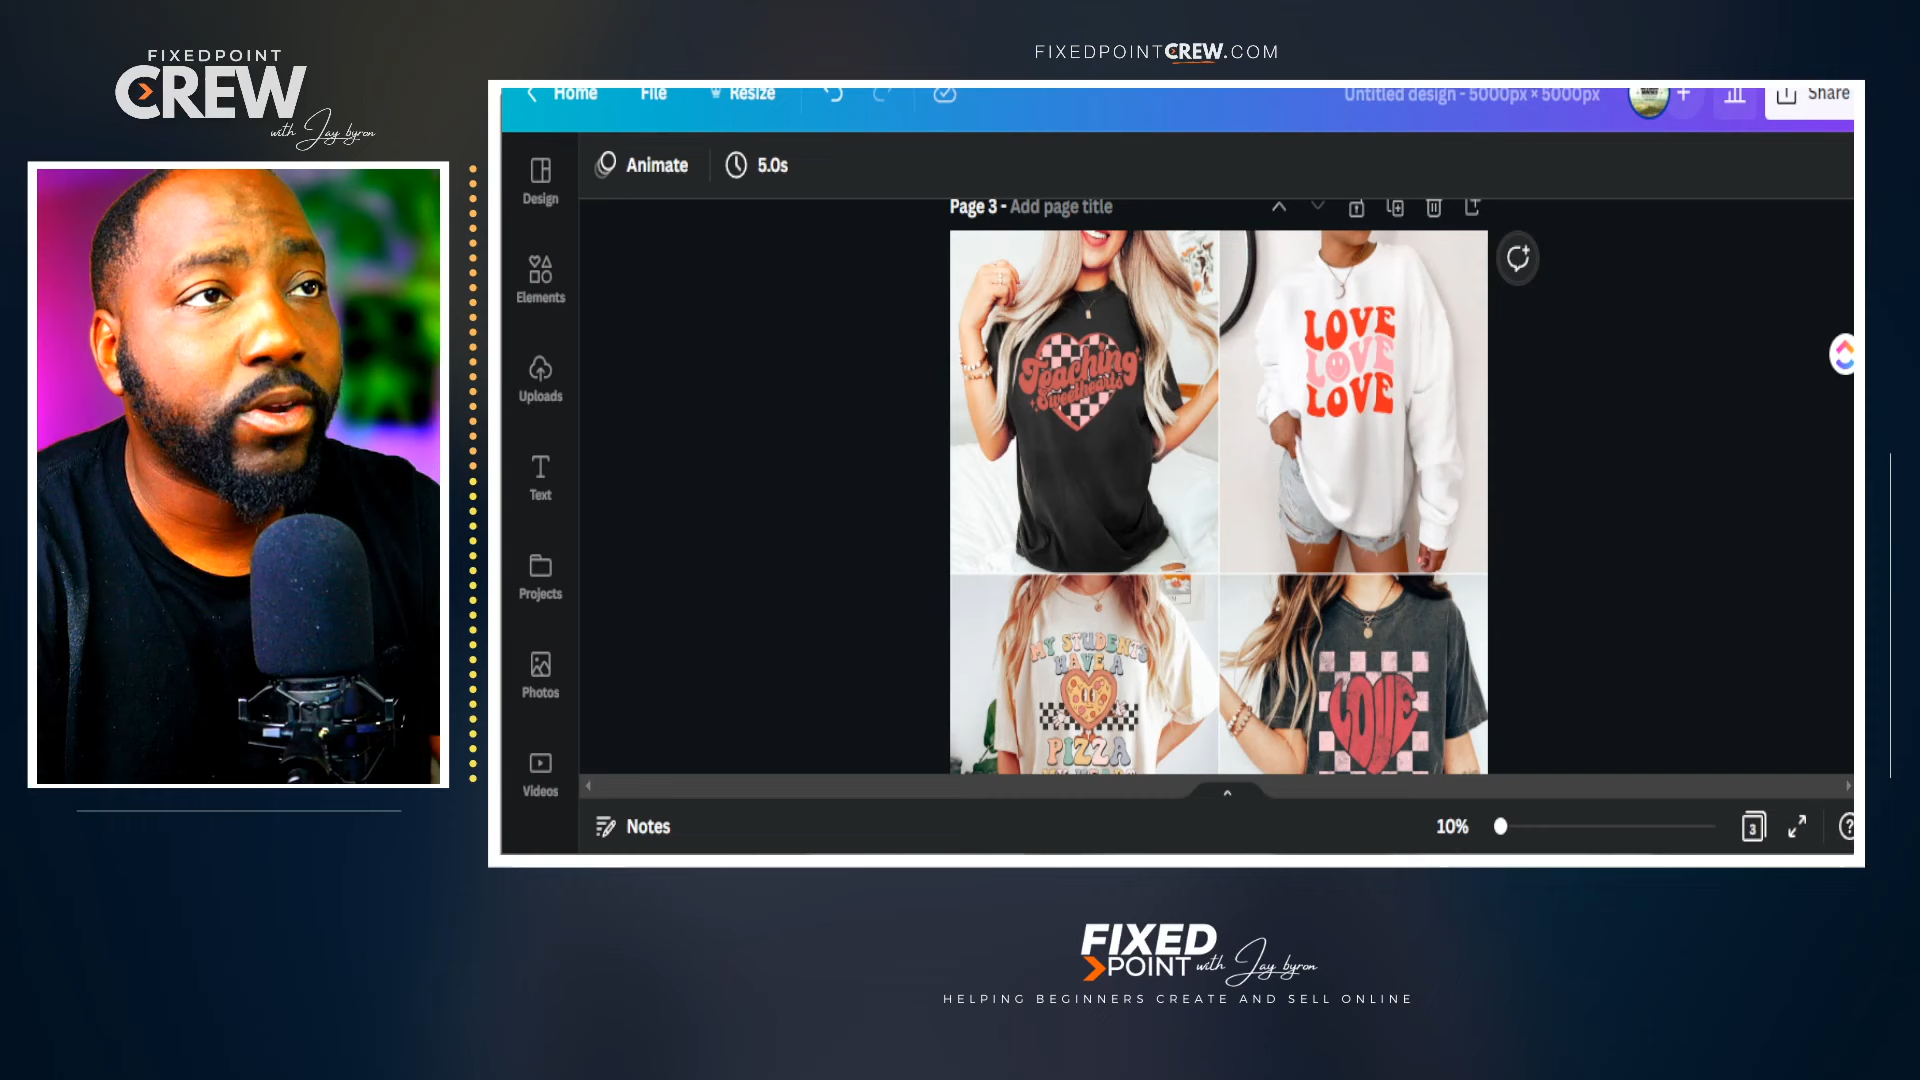 FIXEDPOINT
CREW
with Jay byron
FIXEDPOINTCREW.COM
Home File Resize Untitled design - 5000px × 5000px + Share
Animate 5.0s
Design
Elements
Uploads
Text
Projects
Photos
Videos
Page 3 - Add page title
Teaching
Sweethearts
LOVE
LOVE
LOVE
MY STUDENTS
HAVE A
PIZZA
LOVE
Notes 10% 3 ?
FIXED
POINT with Jay byron
HELPING BEGINNERS CREATE AND SELL ONLINE